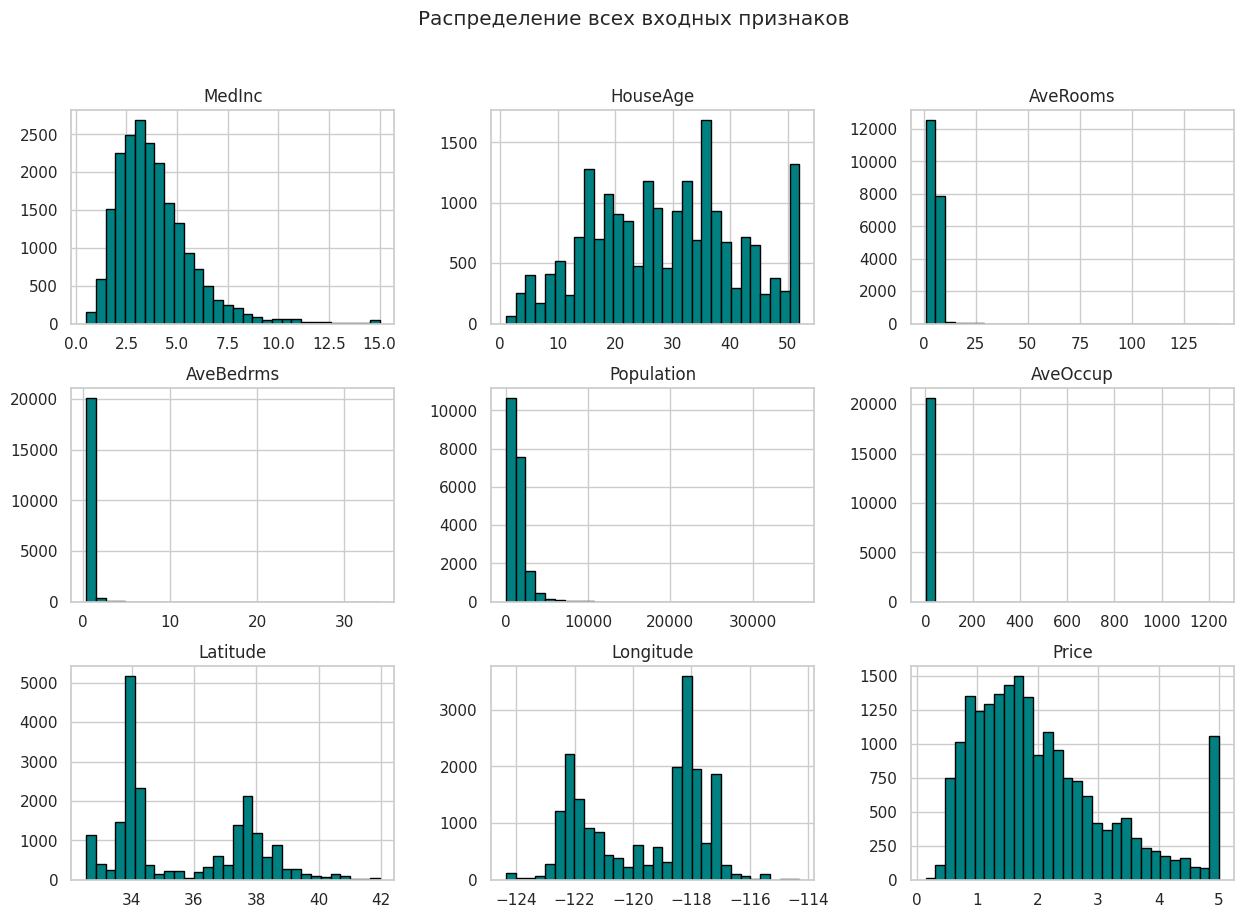 Распределение всех входных признаков
MedInc
HouseAge
AveRooms
2500
2000
1500
1000
500
0
0.0 2.5 5.0 7.5 10.0 12.5 15.0
1500
1000
500
0
0 10 20 30 40 50
12000
10000
8000
6000
4000
2000
0
0 25 50 75 100 125
AveBedrms
Population
AveOccup
20000
15000
10000
5000
0
0 10 20 30
10000
8000
6000
4000
2000
0
0 10000 20000 30000
20000
15000
10000
5000
0
0 200 400 600 800 1000 1200
Latitude
Longitude
Price
5000
4000
3000
2000
1000
0
34 36 38 40 42
3000
2000
1000
0
−124 −122 −120 −118 −116 −114
1500
1250
1000
750
500
250
0
0 1 2 3 4 5